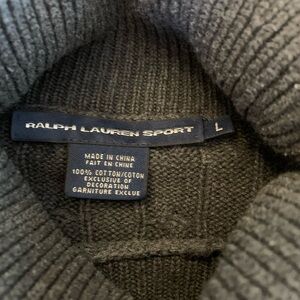 RALPH LAUREN SPORT
L
MADE IN CHINA
FAIT EN CHINE
100% COTTON/COTON
EXCLUSIVE OF
DECORATION
GARNITURE EXCLUE